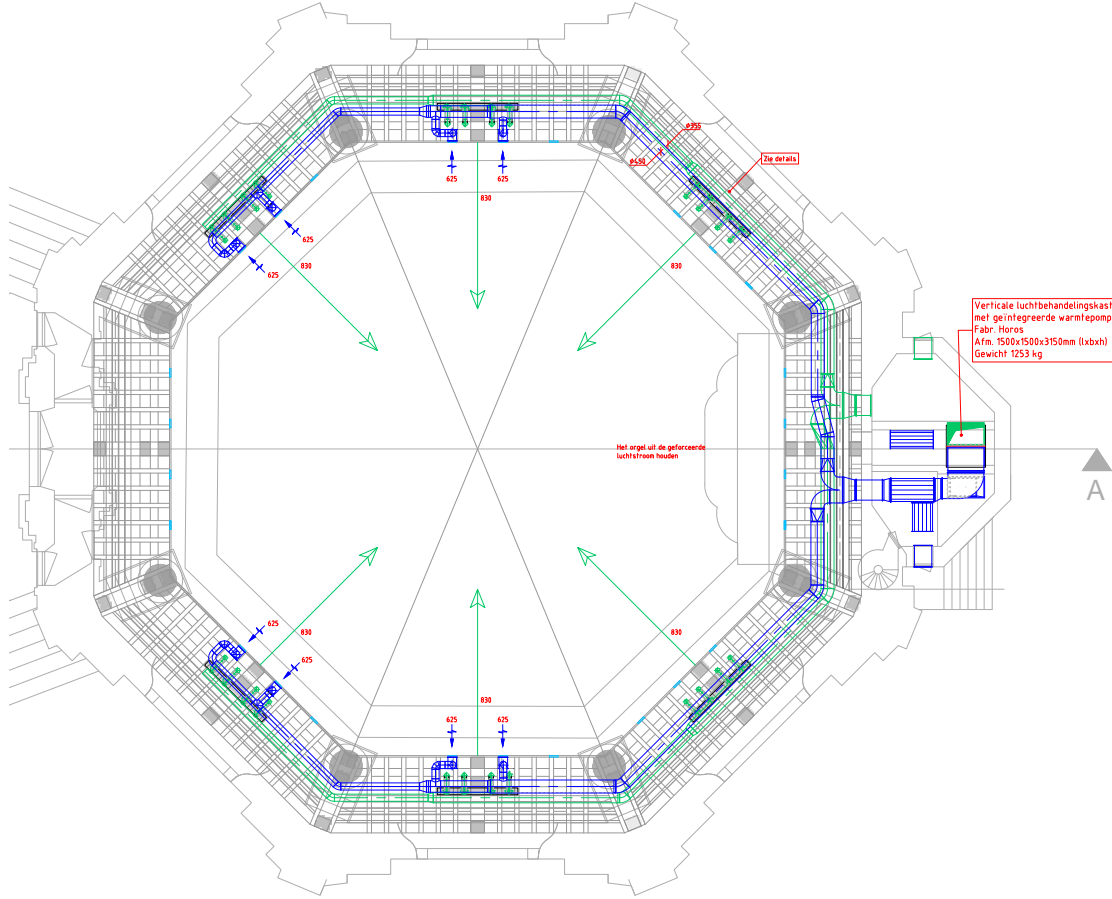 ø355
ø450
Zie details
625
625
830
625
625
830
830
Verticale luchtbehandelingskast
met geïntegreerde warmtepomp
Fabr. Horos
Afm. 1500x1500x3150mm (lxbxh)
Gewicht 1253 kg
Het orgel uit de geforceerde
luchtstroom houden
A
625
625
830
830
830
625
625